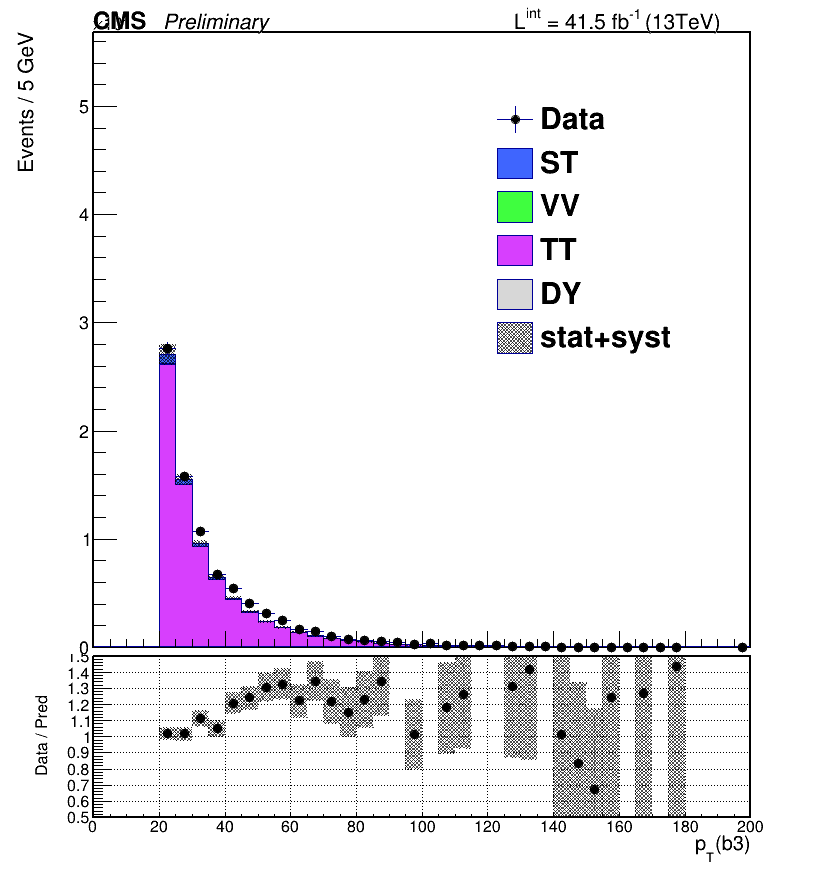 CMS Preliminary L^int = 41.5 fb^-1 (13TeV)
Events / 5 GeV
5
4
3
2
1
0
Data
ST
VV
TT
DY
stat+syst
Data / Pred
1.5
1.4
1.3
1.2
1.1
1
0.9
0.8
0.7
0.6
0.5
0 20 40 60 80 100 120 140 160 180 200
p_T(b3)